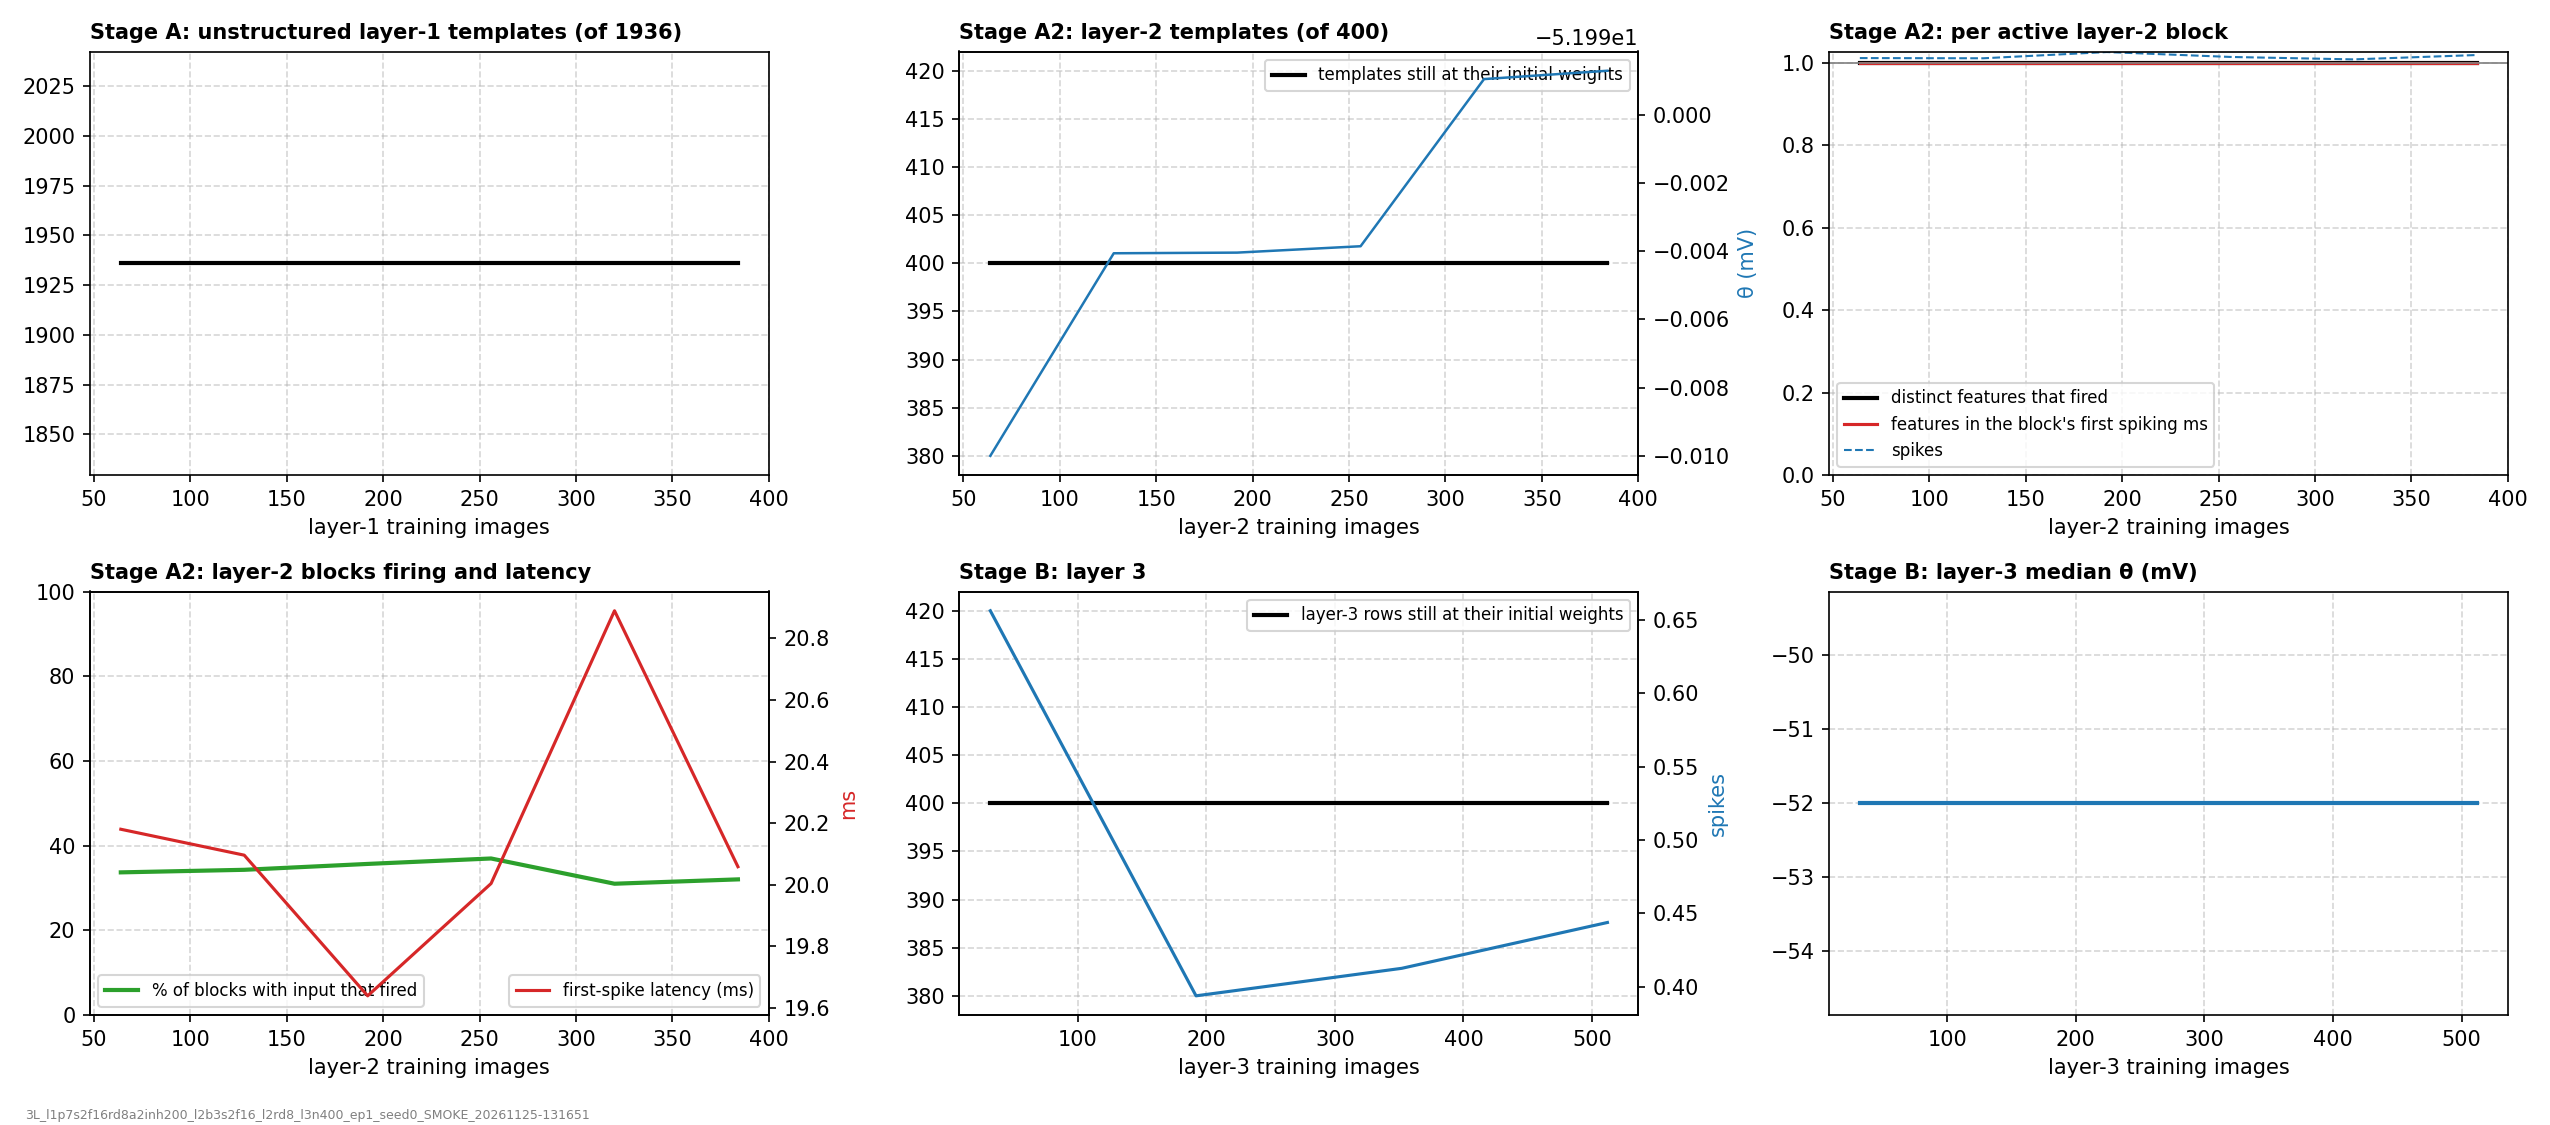 Stage A: unstructured layer-1 templates (of 1936)
2025
2000
1975
1950
1925
1900
1875
1850
50 100 150 200 250 300 350 400
layer-1 training images
Stage A2: layer-2 templates (of 400)
−5.199e1
templates still at their initial weights
420
415
410
405
400
395
390
385
380
0.000
−0.002
−0.004
−0.006
−0.008
−0.010
θ (mV)
50 100 150 200 250 300 350 400
layer-2 training images
Stage A2: per active layer-2 block
1.0
0.8
0.6
0.4
0.2
0.0
distinct features that fired
features in the block's first spiking ms
spikes
50 100 150 200 250 300 350 400
layer-2 training images
Stage A2: layer-2 blocks firing and latency
100
80
60
40
20
0
20.8
20.6
20.4
20.2
20.0
19.8
19.6
ms
% of blocks with input that fired
first-spike latency (ms)
50 100 150 200 250 300 350 400
layer-2 training images
Stage B: layer 3
layer-3 rows still at their initial weights
420
415
410
405
400
395
390
385
380
0.65
0.60
0.55
0.50
0.45
0.40
spikes
100 200 300 400 500
layer-3 training images
Stage B: layer-3 median θ (mV)
−50
−51
−52
−53
−54
100 200 300 400 500
layer-3 training images
3L_l1p7s2f16rd8a2inh200_l2b3s2f16_l2rd8_l3n400_ep1_seed0_SMOKE_20261125-131651